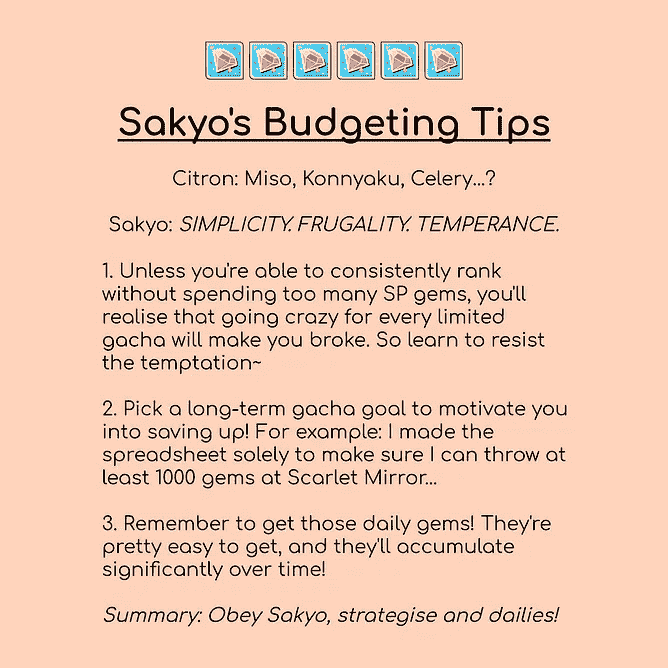 Sakyo's Budgeting Tips
Citron: Miso, Konnyaku, Celery...?
Sakyo: SIMPLICITY. FRUGALITY. TEMPERANCE.
1. Unless you're able to consistently rank
without spending too many SP gems, you'll
realise that going crazy for every limited
gacha will make you broke. So learn to resist
the temptation~
2. Pick a long-term gacha goal to motivate you
into saving up! For example: I made the
spreadsheet solely to make sure I can throw at
least 1000 gems at Scarlet Mirror...
3. Remember to get those daily gems! They're
pretty easy to get, and they'll accumulate
significantly over time!
Summary: Obey Sakyo, strategise and dailies!